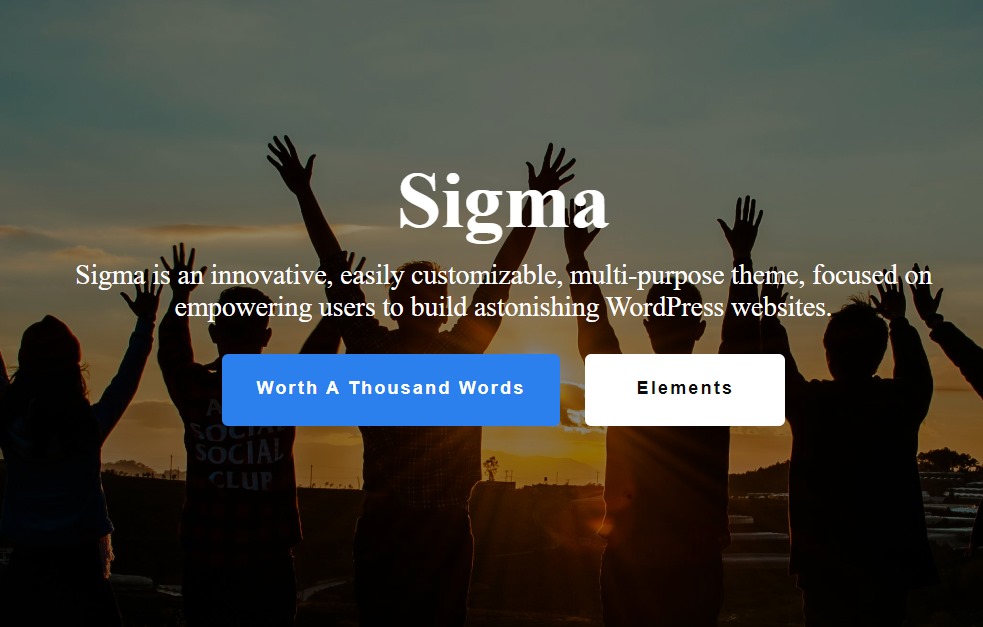 Sigma
Sigma is an innovative, easily customizable, multi-purpose theme, focused on
empowering users to build astonishing WordPress websites.
Worth A Thousand Words
Elements
SOCIAL
SOCIAL
CLUP